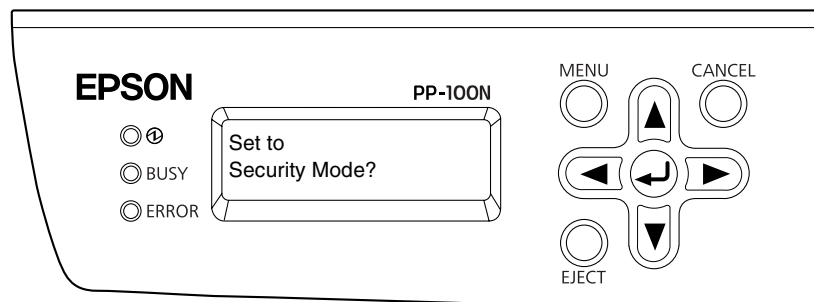 EPSON
PP-100N
Set to
Security Mode?
BUSY
ERROR
MENU
CANCEL
EJECT